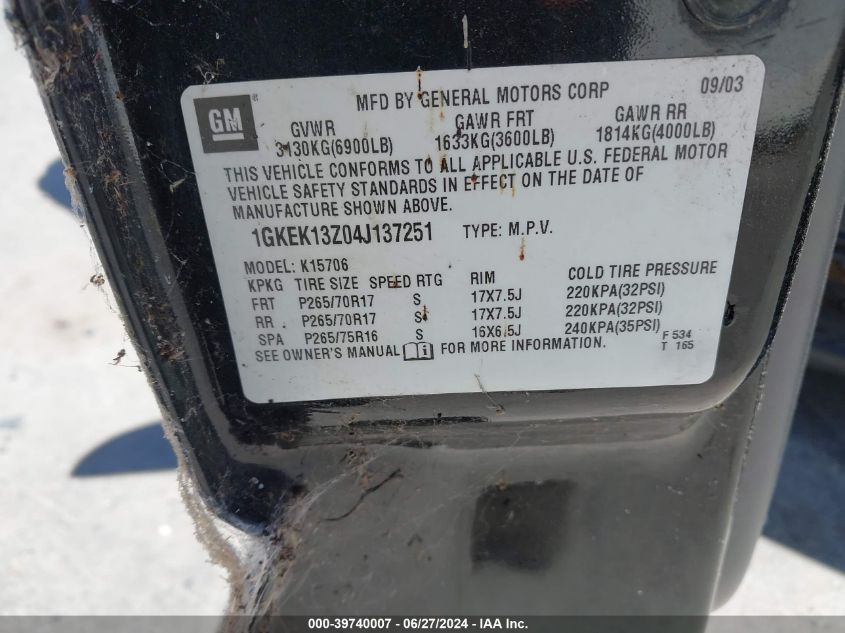 MFD BY GENERAL MOTORS CORP 09/03
GM ®
GVWR GAWR FRT GAWR RR
3130KG(6900LB) 1633KG(3600LB) 1814KG(4000LB)
THIS VEHICLE CONFORMS TO ALL APPLICABLE U.S. FEDERAL MOTOR
VEHICLE SAFETY STANDARDS IN EFFECT ON THE DATE OF
MANUFACTURE SHOWN ABOVE.
1GKEK13Z04J137251 TYPE: M.P.V.
MODEL: K15706
KPKG TIRE SIZE SPEED RTG RIM COLD TIRE PRESSURE
FRT P265/70R17 S 17X7.5J 220KPA(32PSI)
RR P265/70R17 S 17X7.5J 220KPA(32PSI)
SPA P265/75R16 S 16X6.5J 240KPA(35PSI)
SEE OWNER'S MANUAL i FOR MORE INFORMATION.
F 534
T 165
000-39740007 - 06/27/2024 - IAA Inc.